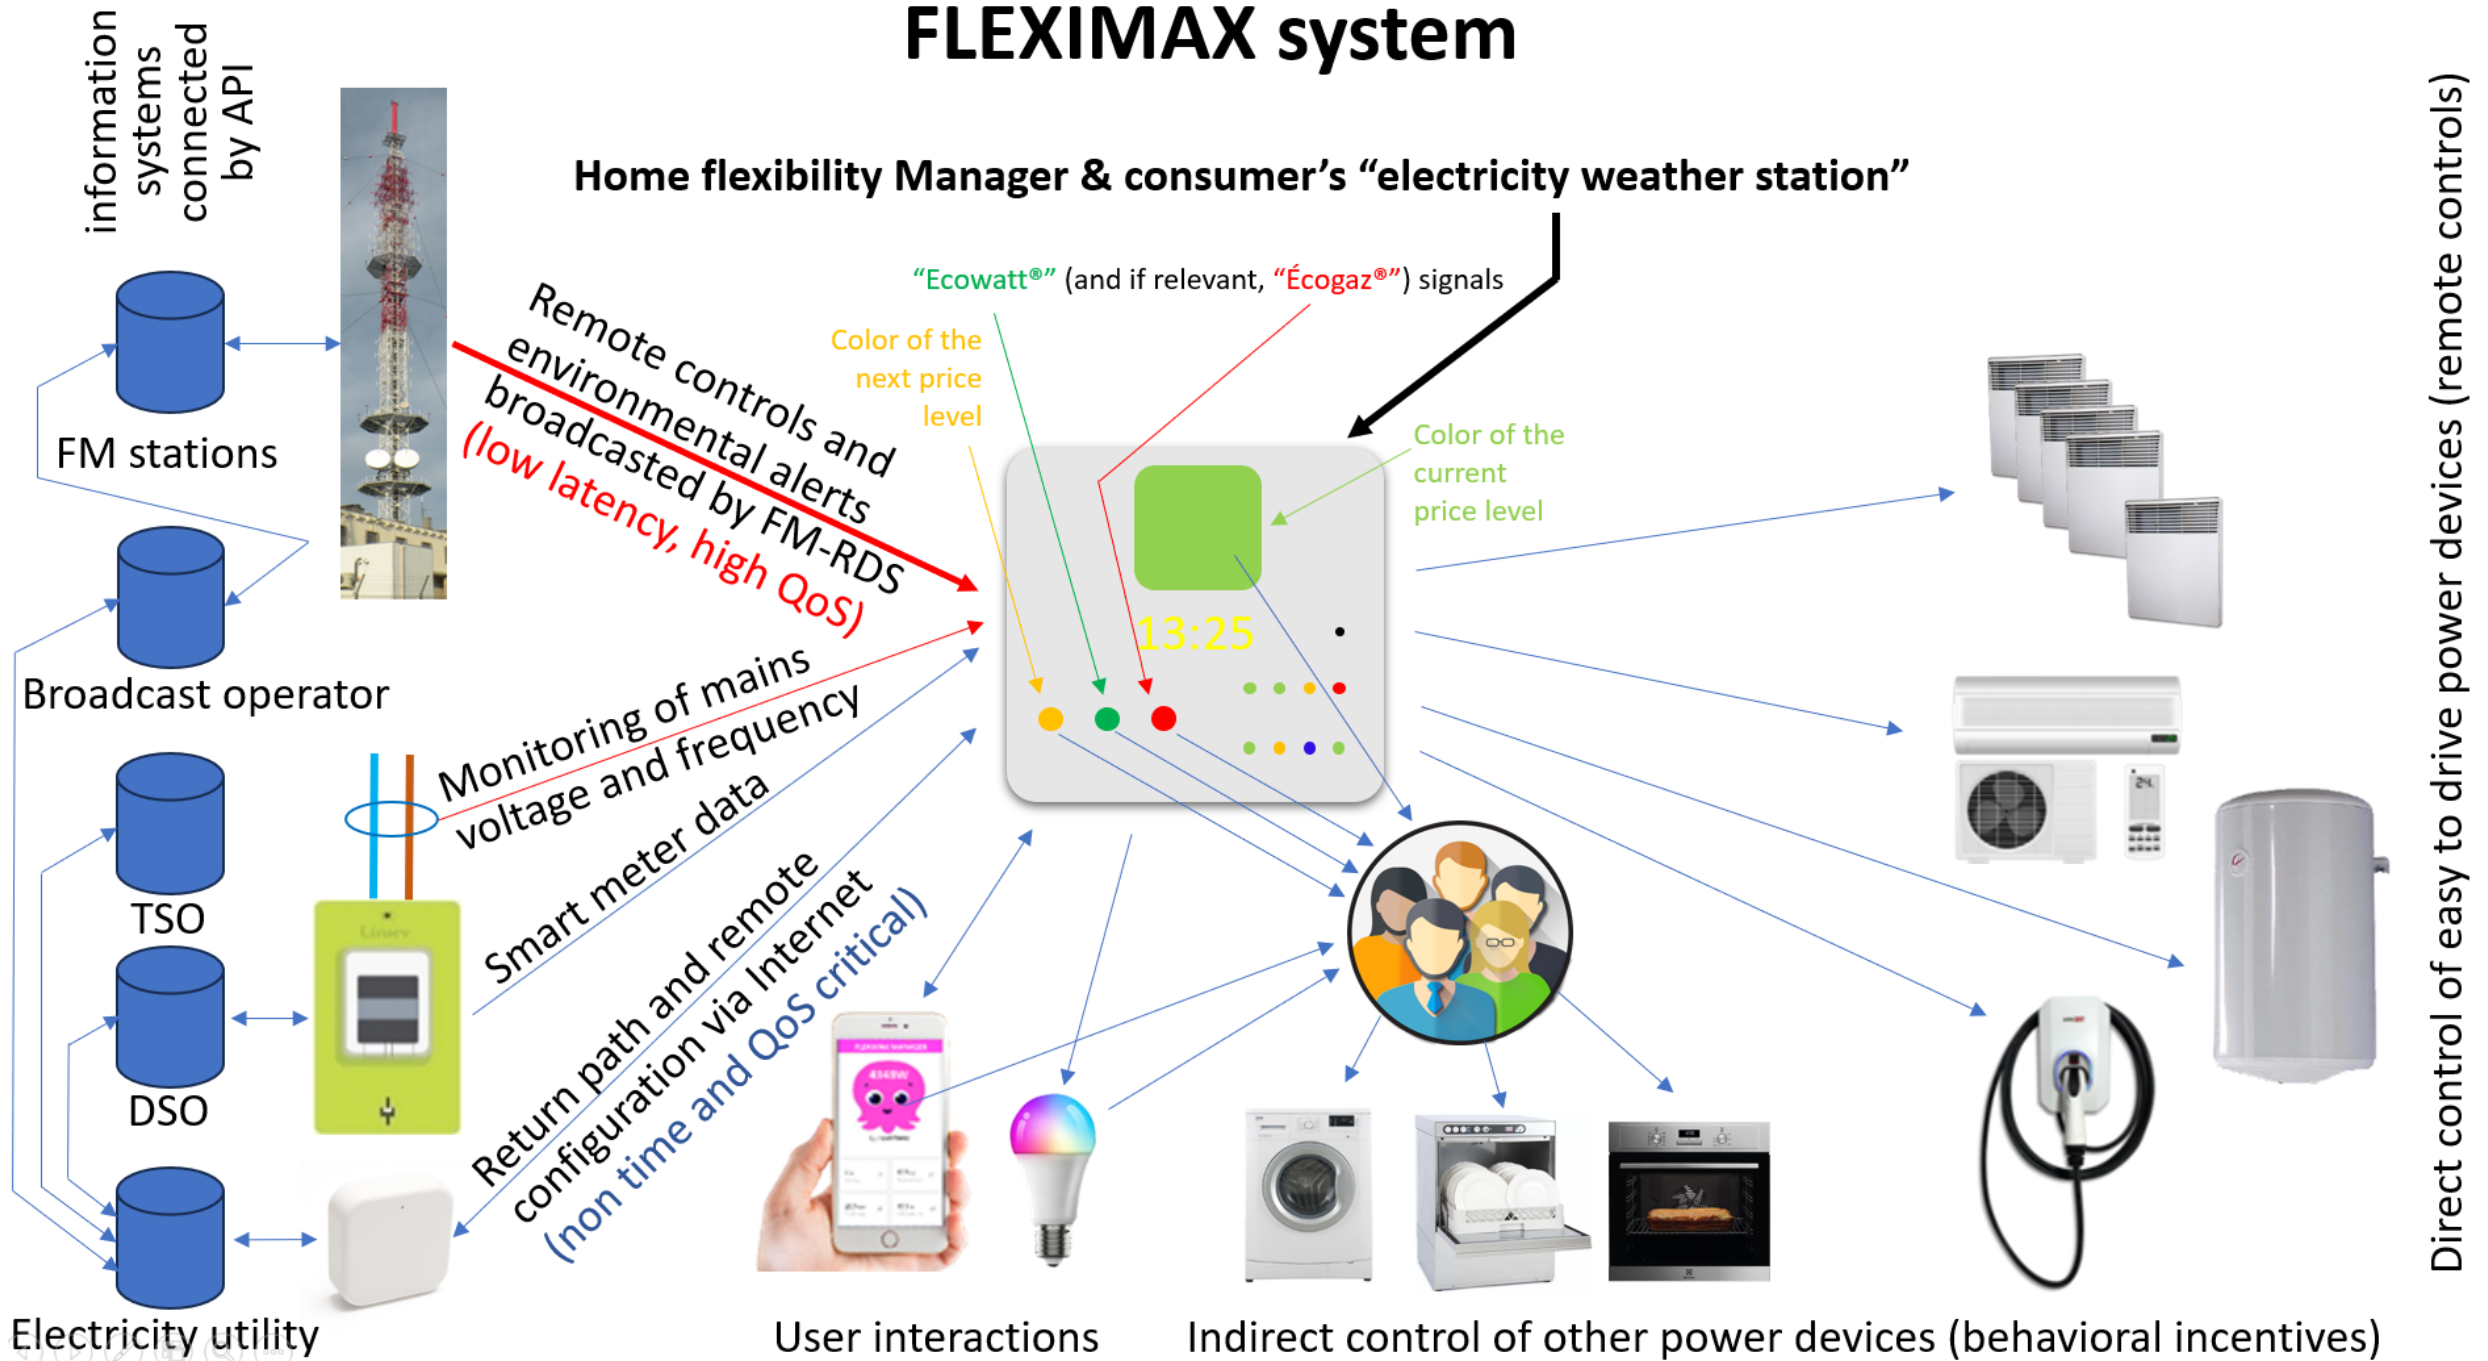 FLEXIMAX system
information
systems
connected
by API
Home flexibility Manager & consumer’s “electricity weather station”
“Ecowatt®” (and if relevant, “Écogaz®”) signals
Color of the
next price
level
Color of the
current
price level
Remote controls and
environmental alerts
broadcasted by FM-RDS
(low latency, high QoS)
FM stations
Broadcast operator
13:25
Monitoring of mains
voltage and frequency
Smart meter data
TSO
Linky
DSO
Return path and remote
configuration via Internet
(non time and QoS critical)
Electricity utility
User interactions
Indirect control of other power devices (behavioral incentives)
Direct control of easy to drive power devices (remote controls)